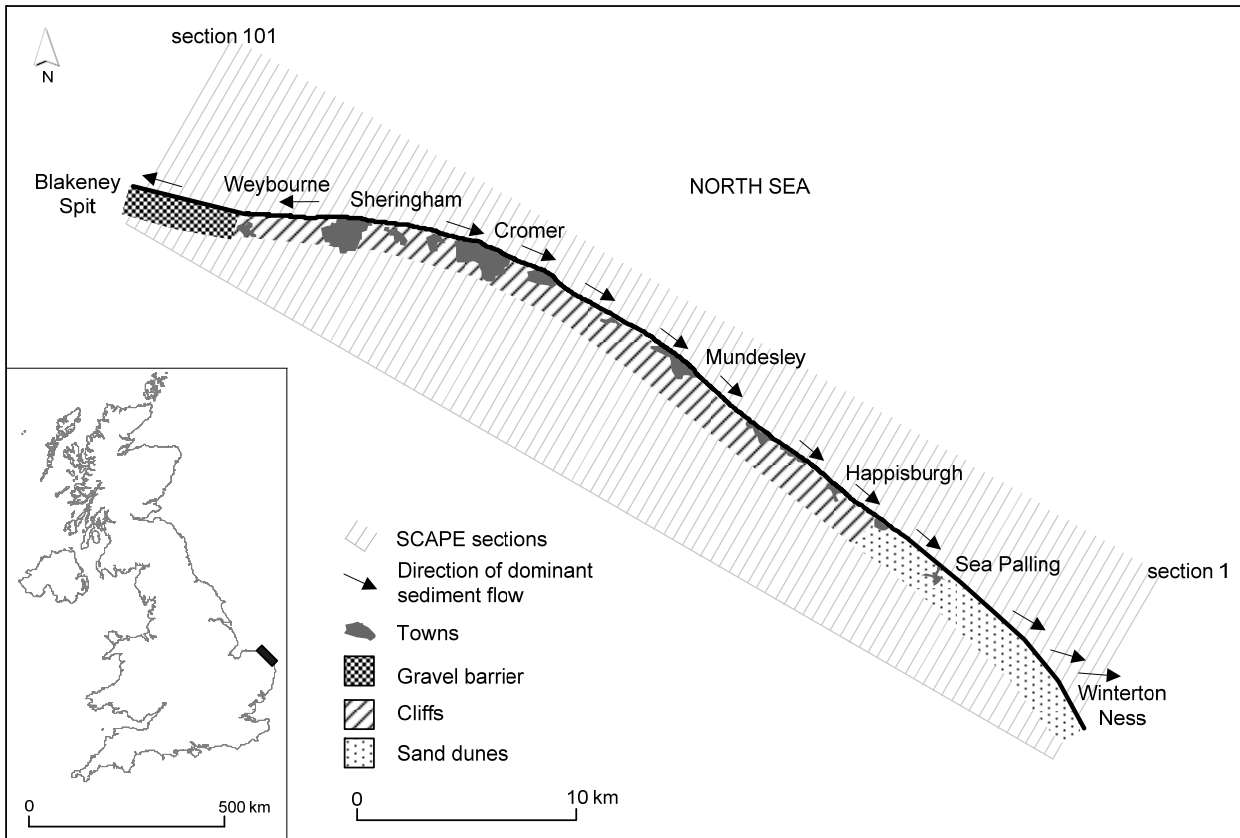 section 101
N
Blakeney
Spit
Weybourne
Sheringham
Cromer
NORTH SEA
Mundesley
Happisburgh
Sea Palling
section 1
Winterton
Ness
SCAPE sections
Direction of dominant
sediment flow
Towns
Gravel barrier
Cliffs
Sand dunes
0 500 km
0 10 km